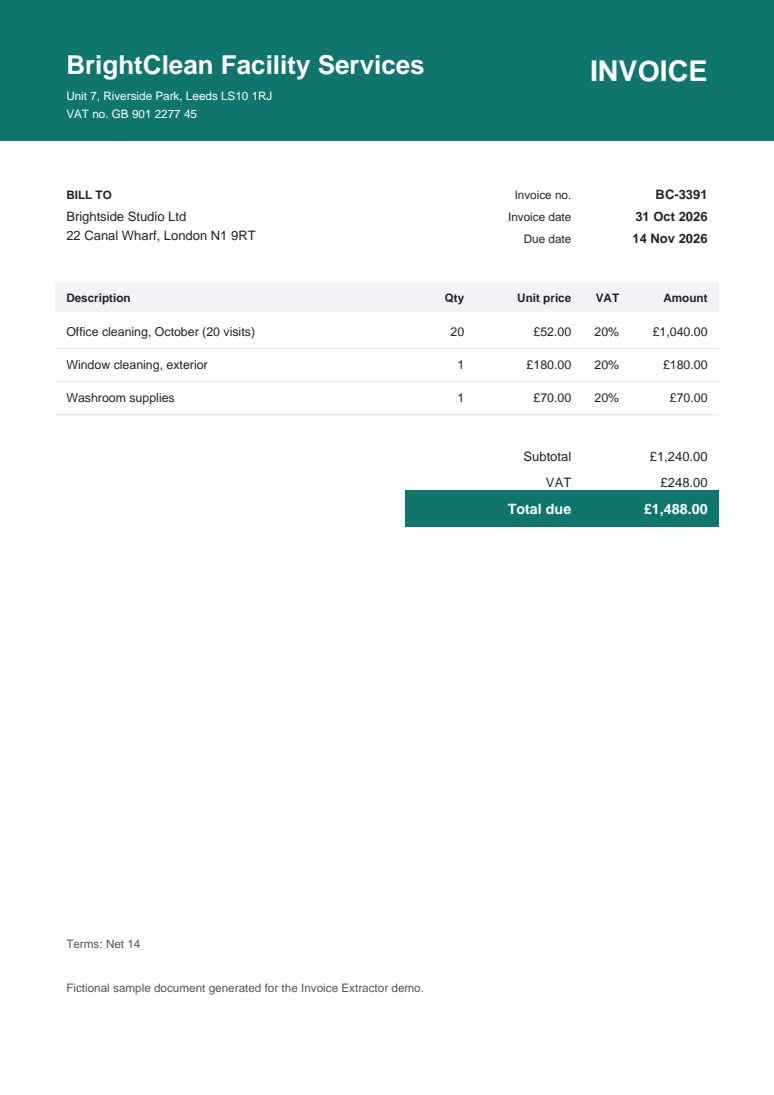 BrightClean Facility Services
INVOICE
Unit 7, Riverside Park, Leeds LS10 1RJ
VAT no. GB 901 2277 45
BILL TO
Brightside Studio Ltd
22 Canal Wharf, London N1 9RT
Invoice no. BC-3391
Invoice date 31 Oct 2026
Due date 14 Nov 2026
Description Qty Unit price VAT Amount
Office cleaning, October (20 visits) 20 £52.00 20% £1,040.00
Window cleaning, exterior 1 £180.00 20% £180.00
Washroom supplies 1 £70.00 20% £70.00
Subtotal £1,240.00
VAT £248.00
Total due £1,488.00
Terms: Net 14
Fictional sample document generated for the Invoice Extractor demo.